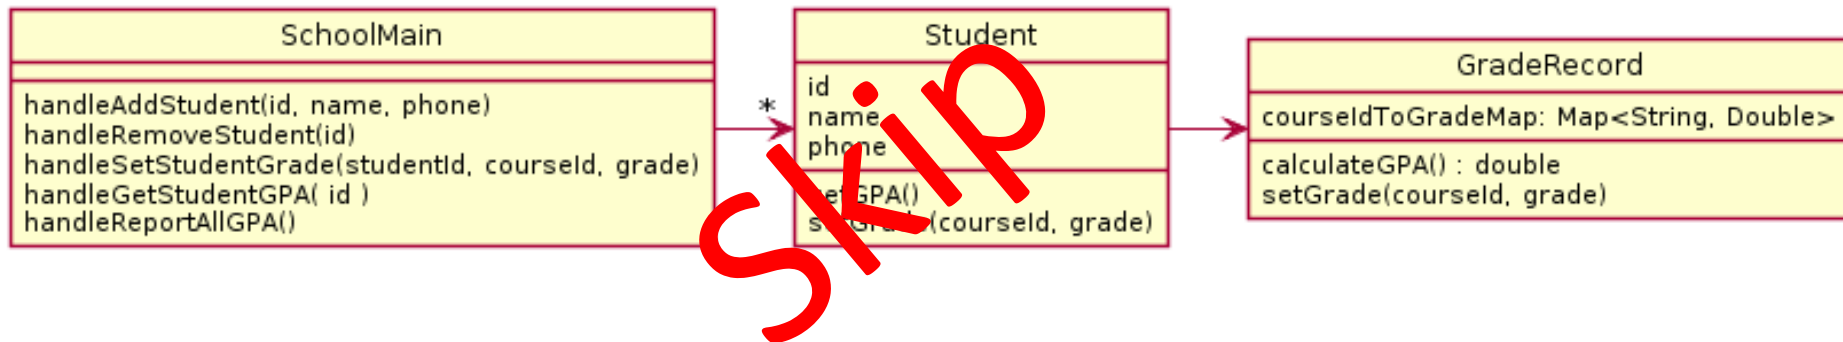 SchoolMain
handleAddStudent(id, name, phone)
handleRemoveStudent(id)
handleSetStudentGrade(studentId, courseId, grade)
handleGetStudentGPA( id )
handleReportAllGPA()
*
Student
id
name
phone
setGrade(courseId, grade)
GradeRecord
courseIdToGradeMap: Map<String, Double>
calculateGPA() : double
setGrade(courseId, grade)
Skip